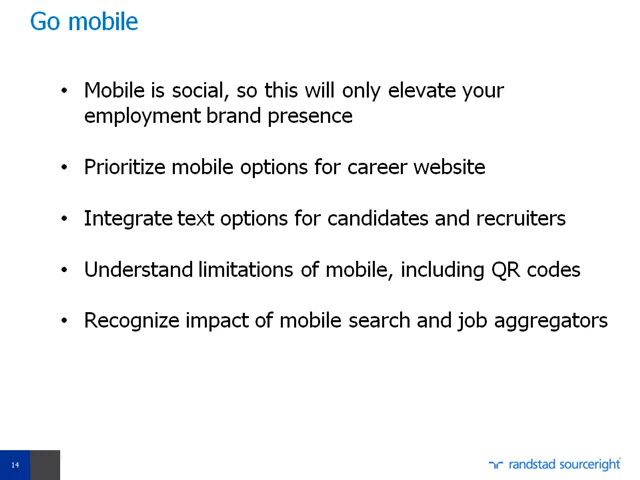 Go mobile
• Mobile is social, so this will only elevate your
employment brand presence
• Prioritize mobile options for career website
• Integrate text options for candidates and recruiters
• Understand limitations of mobile, including QR codes
• Recognize impact of mobile search and job aggregators
14
randstad sourceright